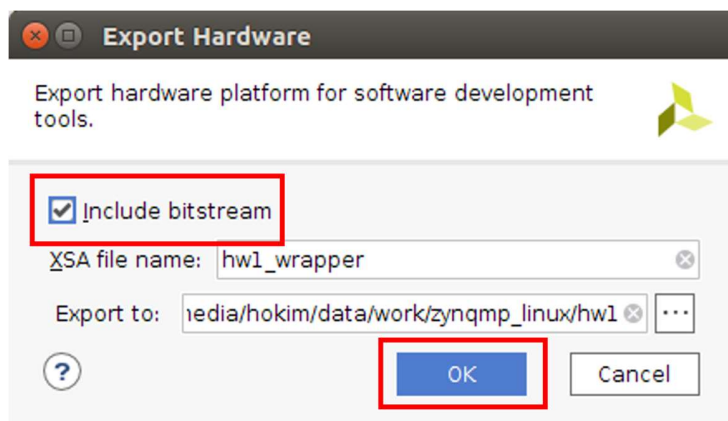 Export Hardware
Export hardware platform for software development
tools.
Include bitstream
XSA file name: hw1_wrapper
Export to: nedia/hokim/data/work/zynqmp_linux/hw1 ...
?
OK Cancel